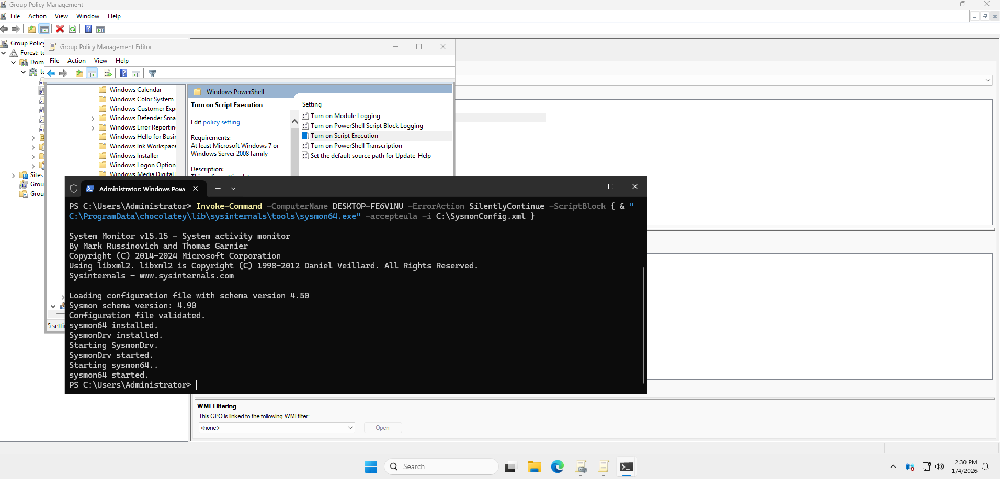 Group Policy Management
File Action View Window Help
Group Policy
Forest: te
Dom
te
Sites
Grou
Grou
Group Policy Management Editor
File Action View Help
Windows Calendar
Windows Color System
Windows Customer Exp
Windows Defender Sma
Windows Error Reportin
Windows Hello for Busin
Windows Ink Workspace
Windows Installer
Windows Logon Option
Windows Media Digital
5 settin
Windows PowerShell
Turn on Script Execution
Edit policy setting
Requirements:
At least Microsoft Windows 7 or
Windows Server 2008 family
Description:
Setting
Turn on Module Logging
Turn on PowerShell Script Block Logging
Turn on Script Execution
Turn on PowerShell Transcription
Set the default source path for Update-Help
Administrator: Windows Powe
PS C:\Users\Administrator> Invoke-Command -ComputerName DESKTOP-FE6V1NU -ErrorAction SilentlyContinue -ScriptBlock { & "
C:\ProgramData\chocolatey\lib\sysinternals\tools\sysmon64.exe" -accepteula -i C:\SysmonConfig.xml }
System Monitor v15.15 - System activity monitor
By Mark Russinovich and Thomas Garnier
Copyright (C) 2014-2024 Microsoft Corporation
Using libxml2. libxml2 is Copyright (C) 1998-2012 Daniel Veillard. All Rights Reserved.
Sysinternals - www.sysinternals.com
Loading configuration file with schema version 4.50
Sysmon schema version: 4.90
Configuration file validated.
sysmon64 installed.
SysmonDrv installed.
Starting SysmonDrv.
SysmonDrv started.
Starting sysmon64..
sysmon64 started.
PS C:\Users\Administrator>
WMI Filtering
This GPO is linked to the following WMI filter:
<none>
Open
Search
2:30 PM
1/4/2026